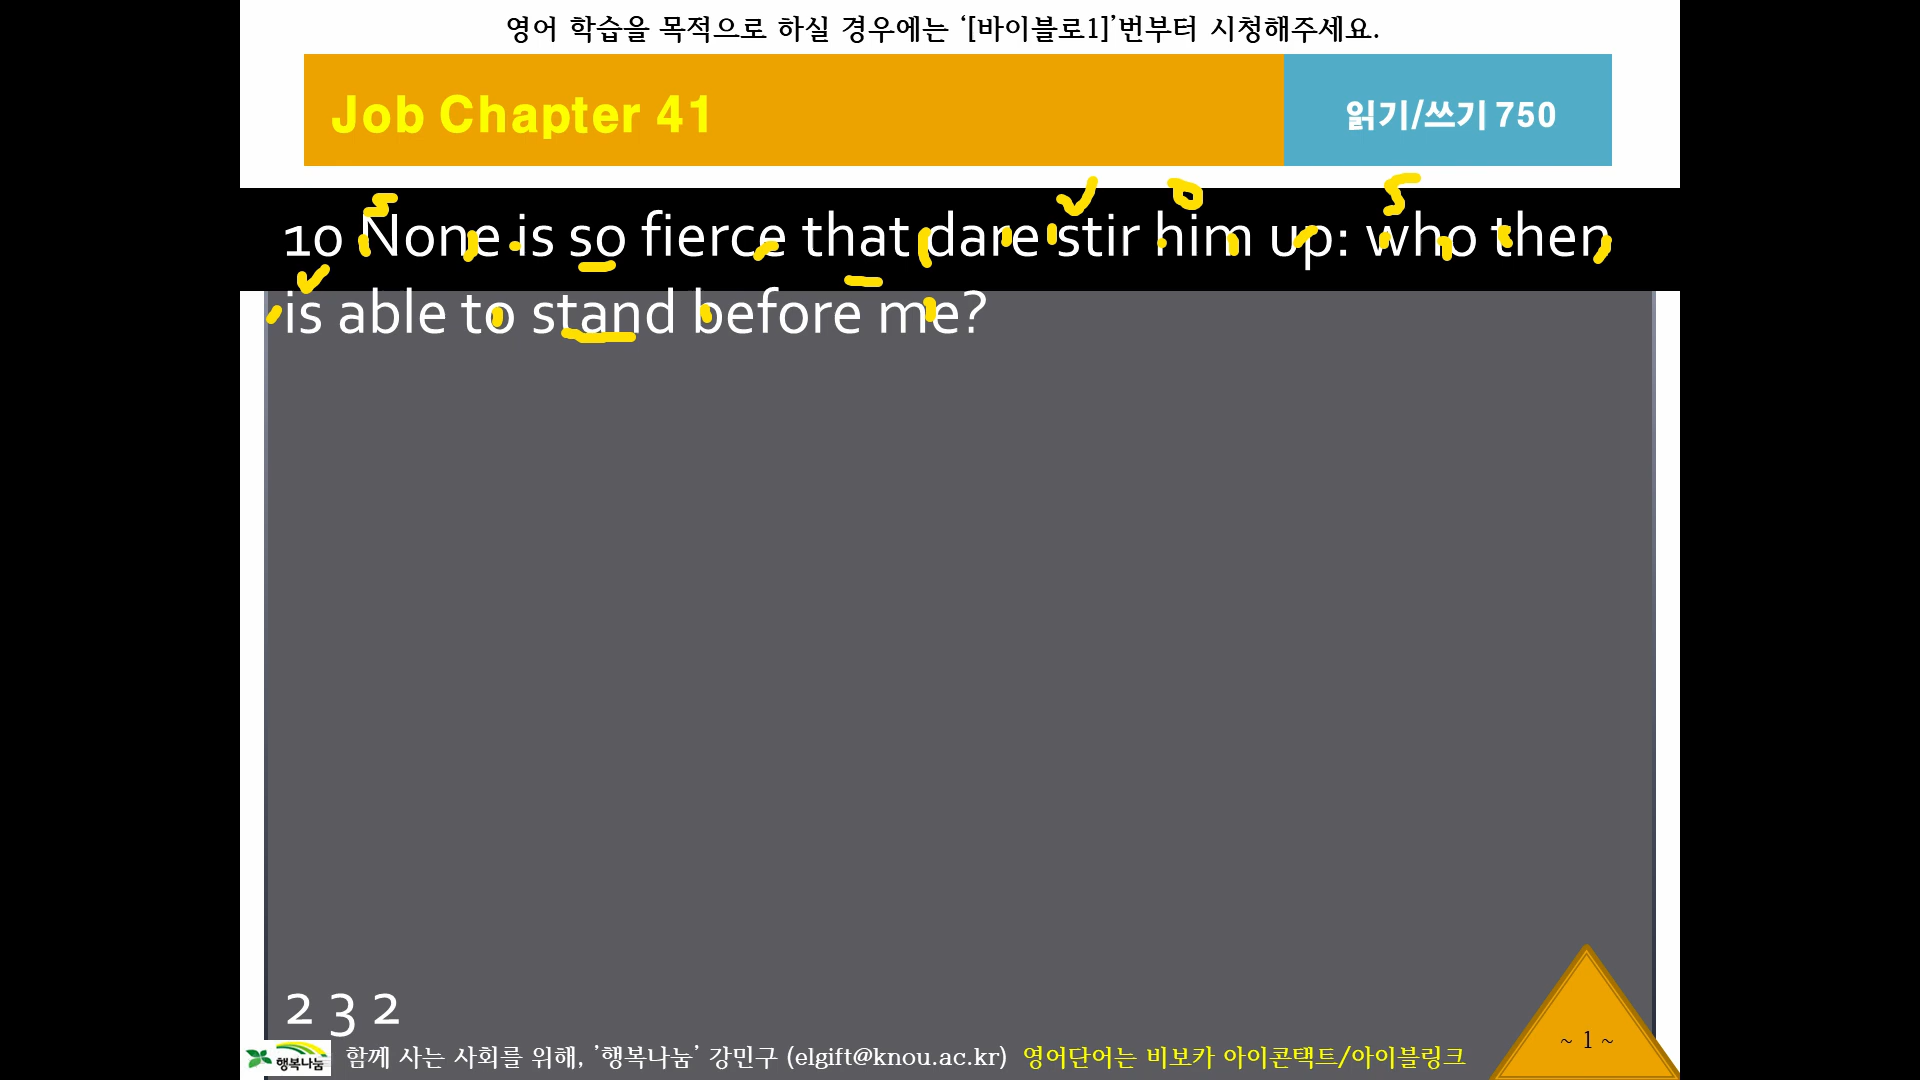 영어 학습을 목적으로 하실 경우에는 ‘[바이블로1]’번부터 시청해주세요.
Job Chapter 41
읽기/쓰기 750
10 None is so fierce that dare stir him up: who then
is able to stand before me?
2 3 2
행복나눔
함께 사는 사회를 위해, ’행복나눔’ 강민구 (elgift@knou.ac.kr) 영어단어는 비보카 아이콘택트/아이블링크
~ 1 ~